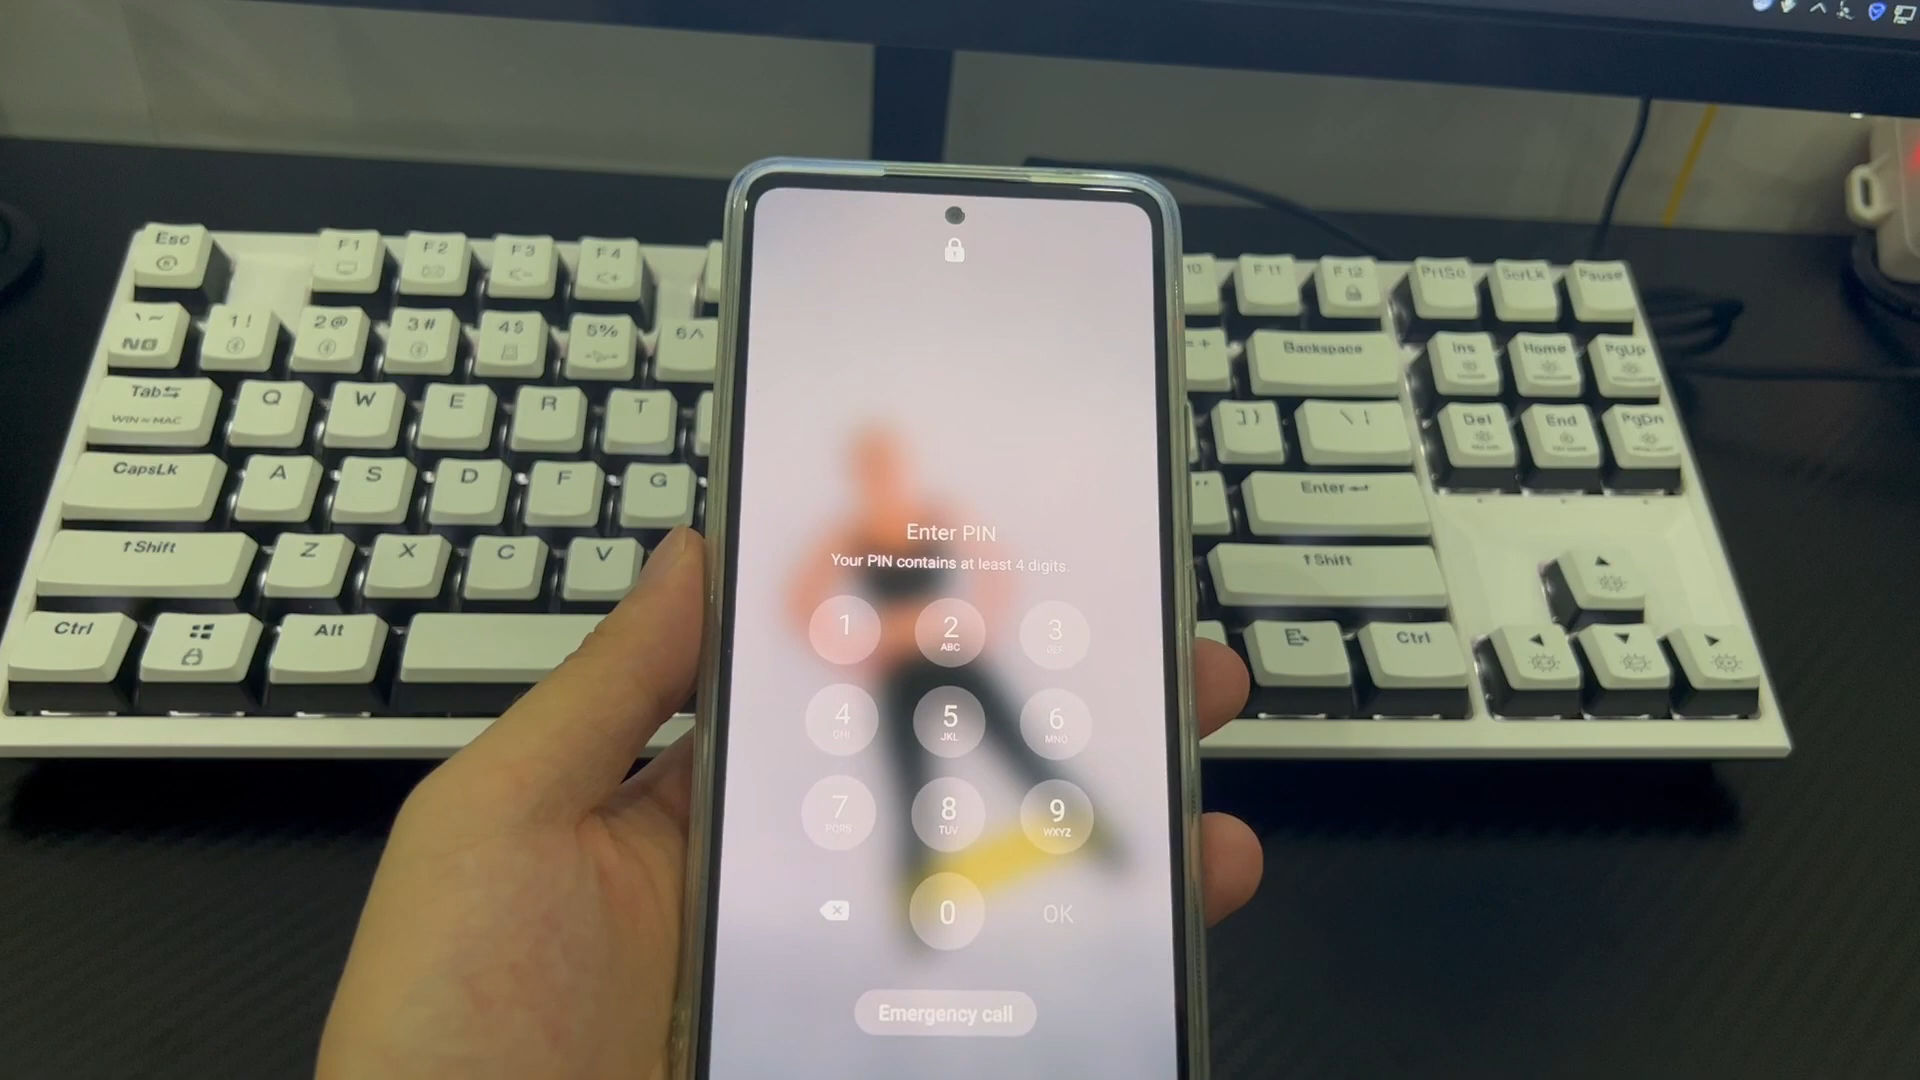 Esc
F1
F2
F3
F4
10
F11
F12
PrtSc
ScrLk
Pause
\ ~
1 !
2 @
3 #
4 $
5 %
6 ^
= +
Backspace
Ins
Home
PgUp
Tab
WIN MAC
Q
W
E
R
T
] }
\ |
Del
End
PgDn
CapsLk
A
S
D
F
G
Enter
↑Shift
Z
X
C
V
↑Shift
Ctrl
Alt
Ctrl
Enter PIN
Your PIN contains at least 4 digits.
1
2
ABC
3
DEF
4
GHI
5
JKL
6
MNO
7
PQRS
8
TUV
9
WXYZ
0
OK
Emergency call